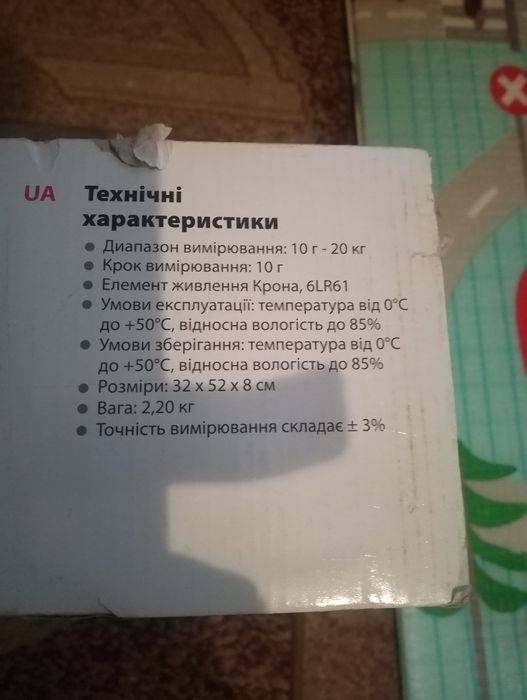 UA Технічні
характеристики
• Диапазон вимірювання: 10 г - 20 кг
• Крок вимірювання: 10 г
• Елемент живлення Крона, 6LR61
• Умови експлуатації: температура від 0°C
до +50°C, відносна вологість до 85%
• Умови зберігання: температура від 0°C
до +50°C, відносна вологість до 85%
• Розміри: 32 x 52 x 8 см
• Вага: 2,20 кг
• Точність вимірювання складає ± 3%